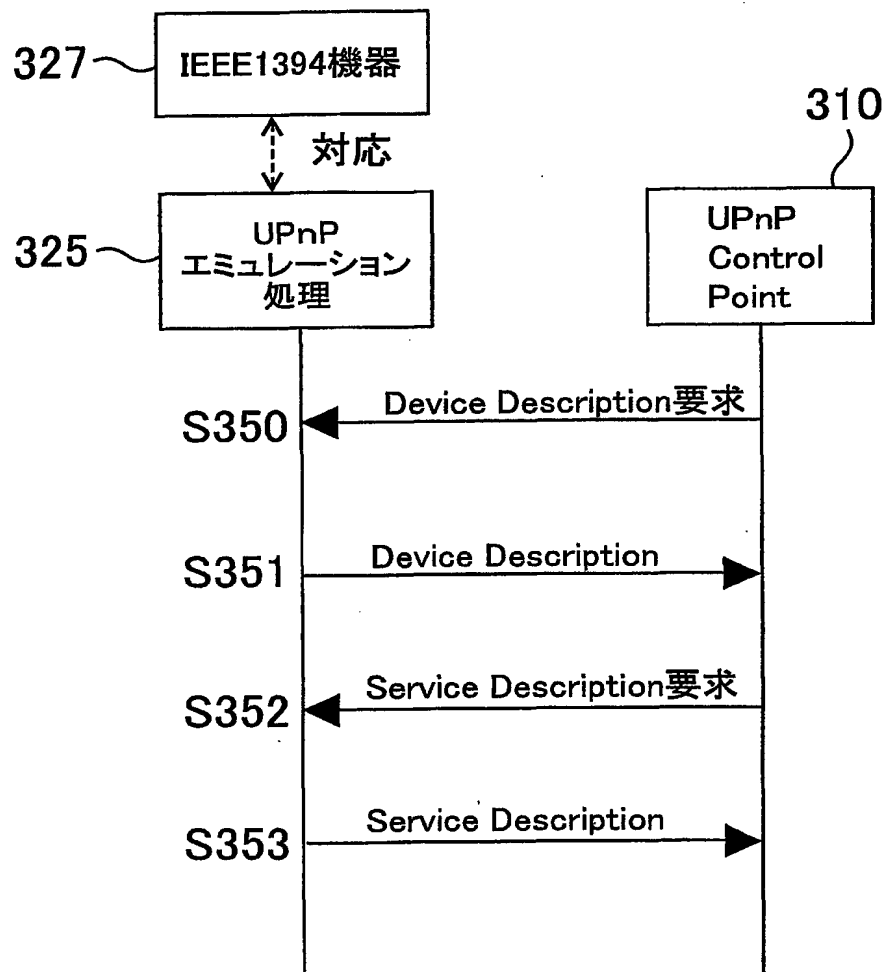 327
IEEE1394機器
310
対応
325
UPnP
エミュレーション
処理
UPnP
Control
Point
S350
Device Description要求
S351
Device Description
S352
Service Description要求
S353
Service Description